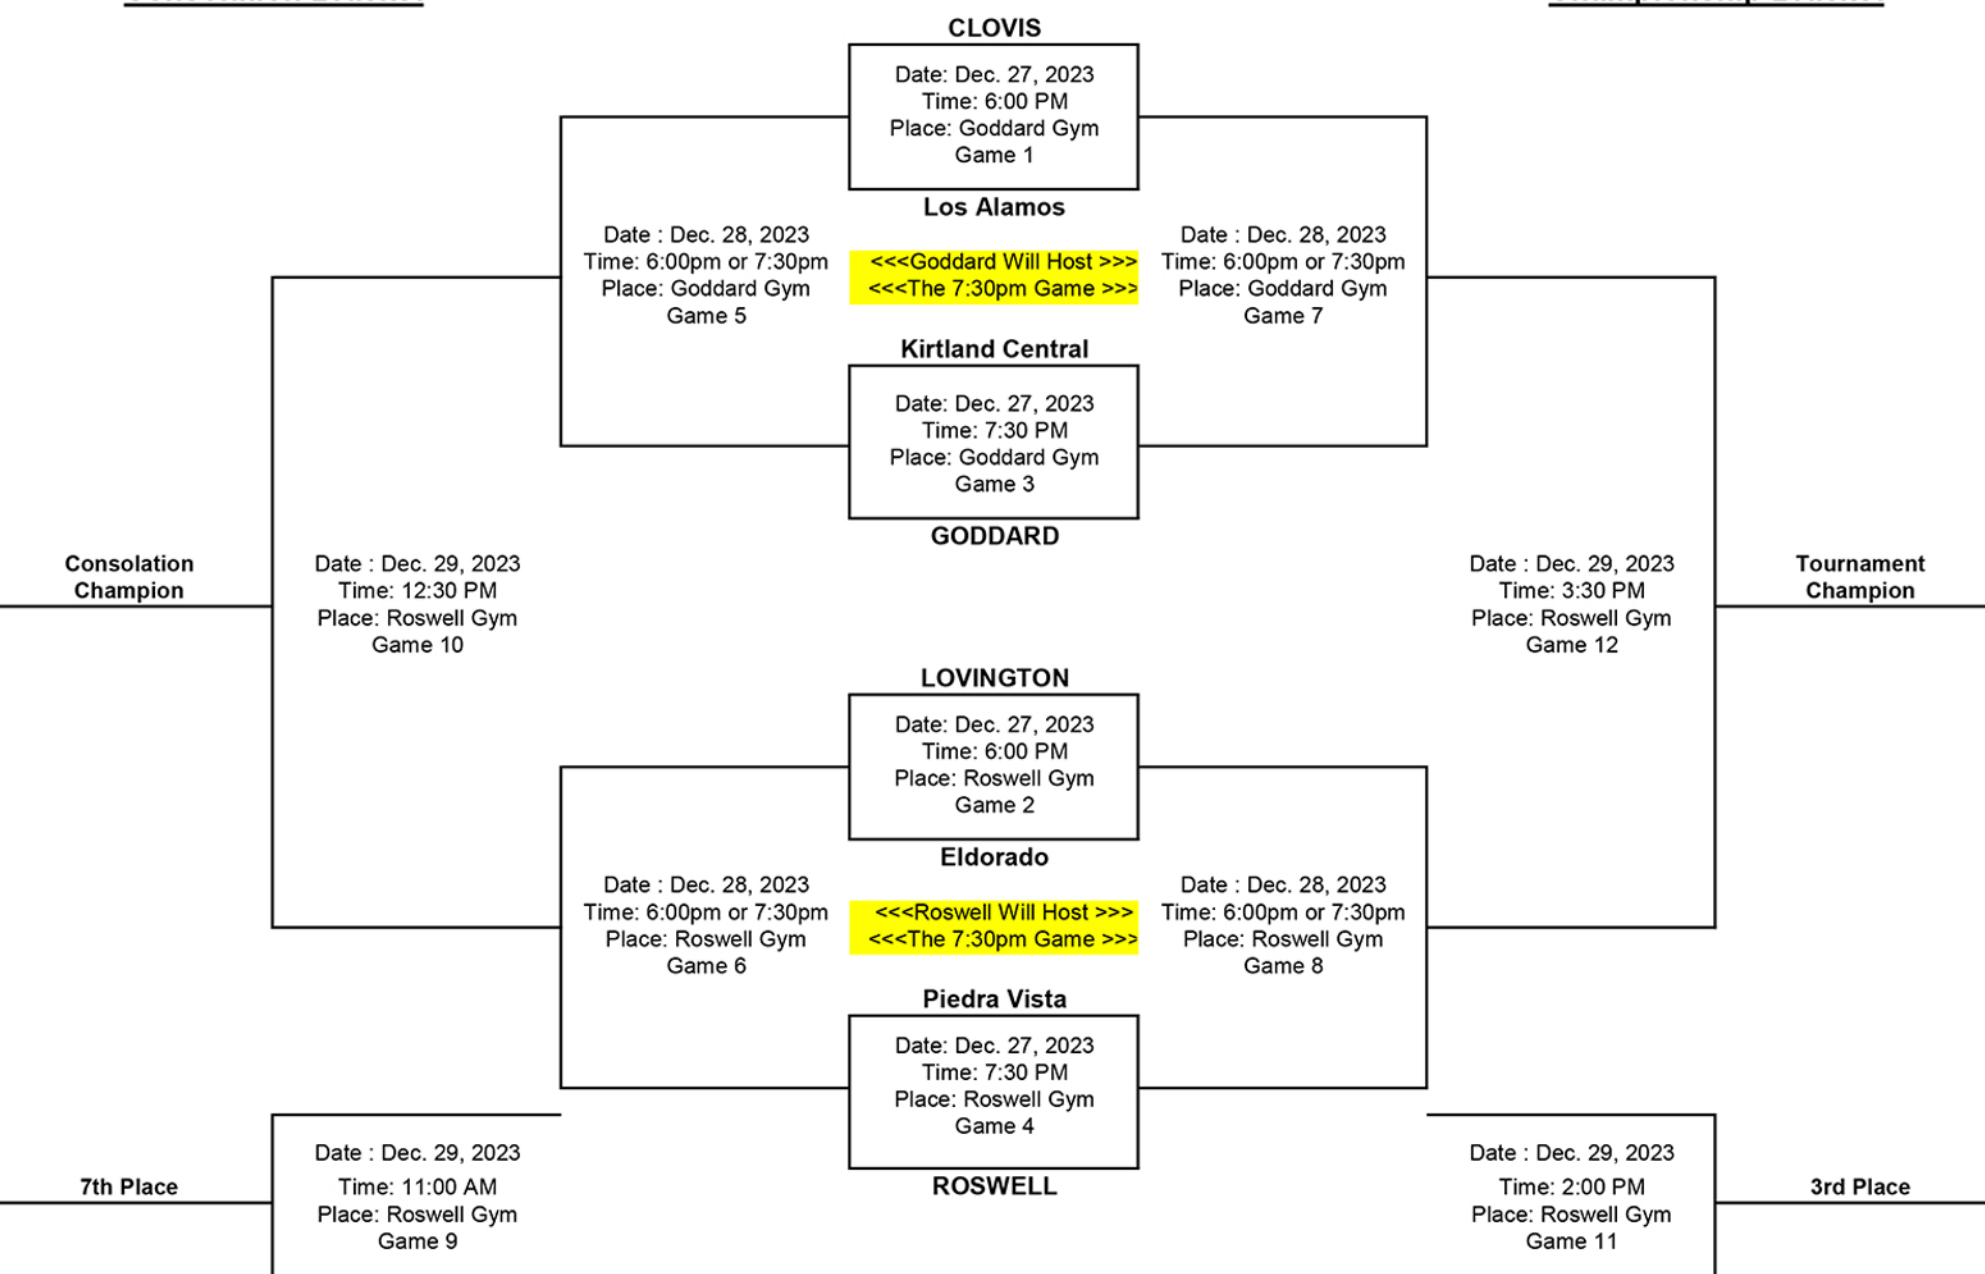 CLOVIS
Date: Dec. 27, 2023
Time: 6:00 PM
Place: Goddard Gym
Game 1
Los Alamos
Date : Dec. 28, 2023
Time: 6:00pm or 7:30pm
Place: Goddard Gym
Game 5
<<<Goddard Will Host >>>
<<<The 7:30pm Game >>>
Date : Dec. 28, 2023
Time: 6:00pm or 7:30pm
Place: Goddard Gym
Game 7
Kirtland Central
Date: Dec. 27, 2023
Time: 7:30 PM
Place: Goddard Gym
Game 3
GODDARD
Consolation
Champion
Date : Dec. 29, 2023
Time: 12:30 PM
Place: Roswell Gym
Game 10
Date : Dec. 29, 2023
Time: 3:30 PM
Place: Roswell Gym
Game 12
Tournament
Champion
LOVINGTON
Date: Dec. 27, 2023
Time: 6:00 PM
Place: Roswell Gym
Game 2
Eldorado
Date : Dec. 28, 2023
Time: 6:00pm or 7:30pm
Place: Roswell Gym
Game 6
<<<Roswell Will Host >>>
<<<The 7:30pm Game >>>
Date : Dec. 28, 2023
Time: 6:00pm or 7:30pm
Place: Roswell Gym
Game 8
Piedra Vista
Date: Dec. 27, 2023
Time: 7:30 PM
Place: Roswell Gym
Game 4
ROSWELL
7th Place
Date : Dec. 29, 2023
Time: 11:00 AM
Place: Roswell Gym
Game 9
Date : Dec. 29, 2023
Time: 2:00 PM
Place: Roswell Gym
Game 11
3rd Place